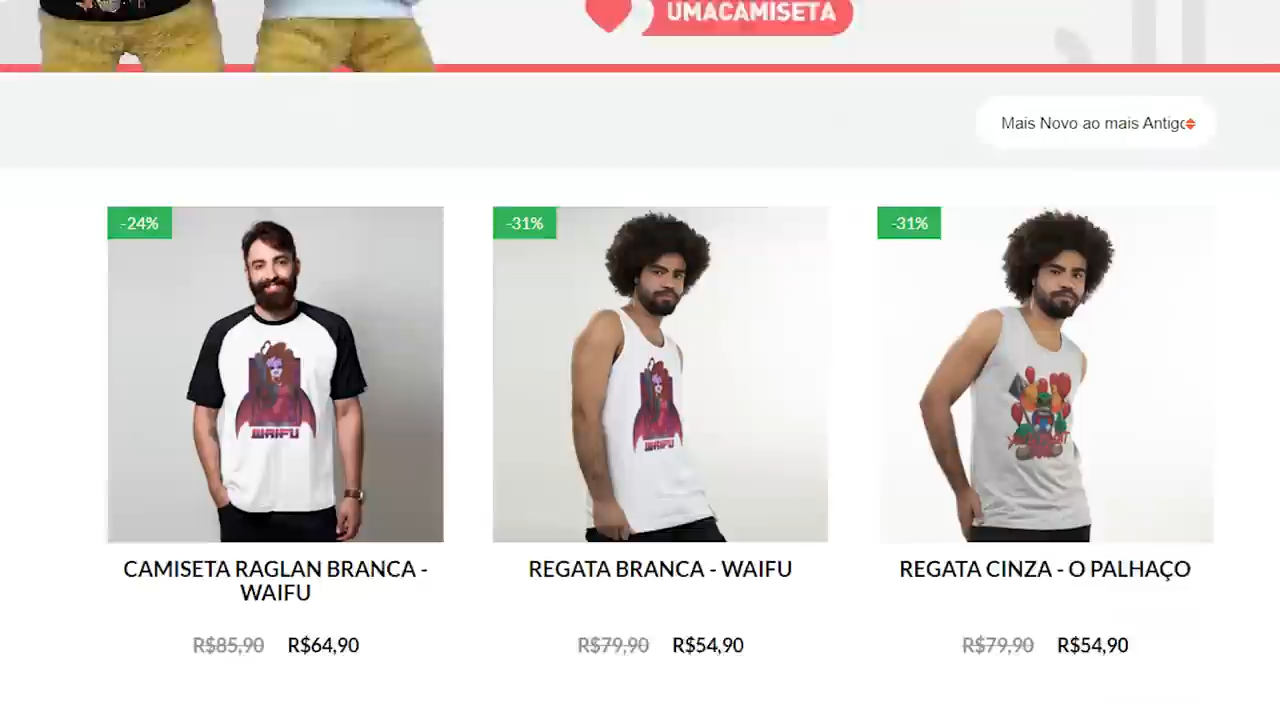 UMACAMISETA
Mais Novo ao mais Antigo
-24%
-31%
-31%
WAIFU
WAIFU
CAMISETA RAGLAN BRANCA -
WAIFU
REGATA BRANCA - WAIFU
REGATA CINZA - O PALHAÇO
R$85,90 R$64,90
R$79,90 R$54,90
R$79,90 R$54,90